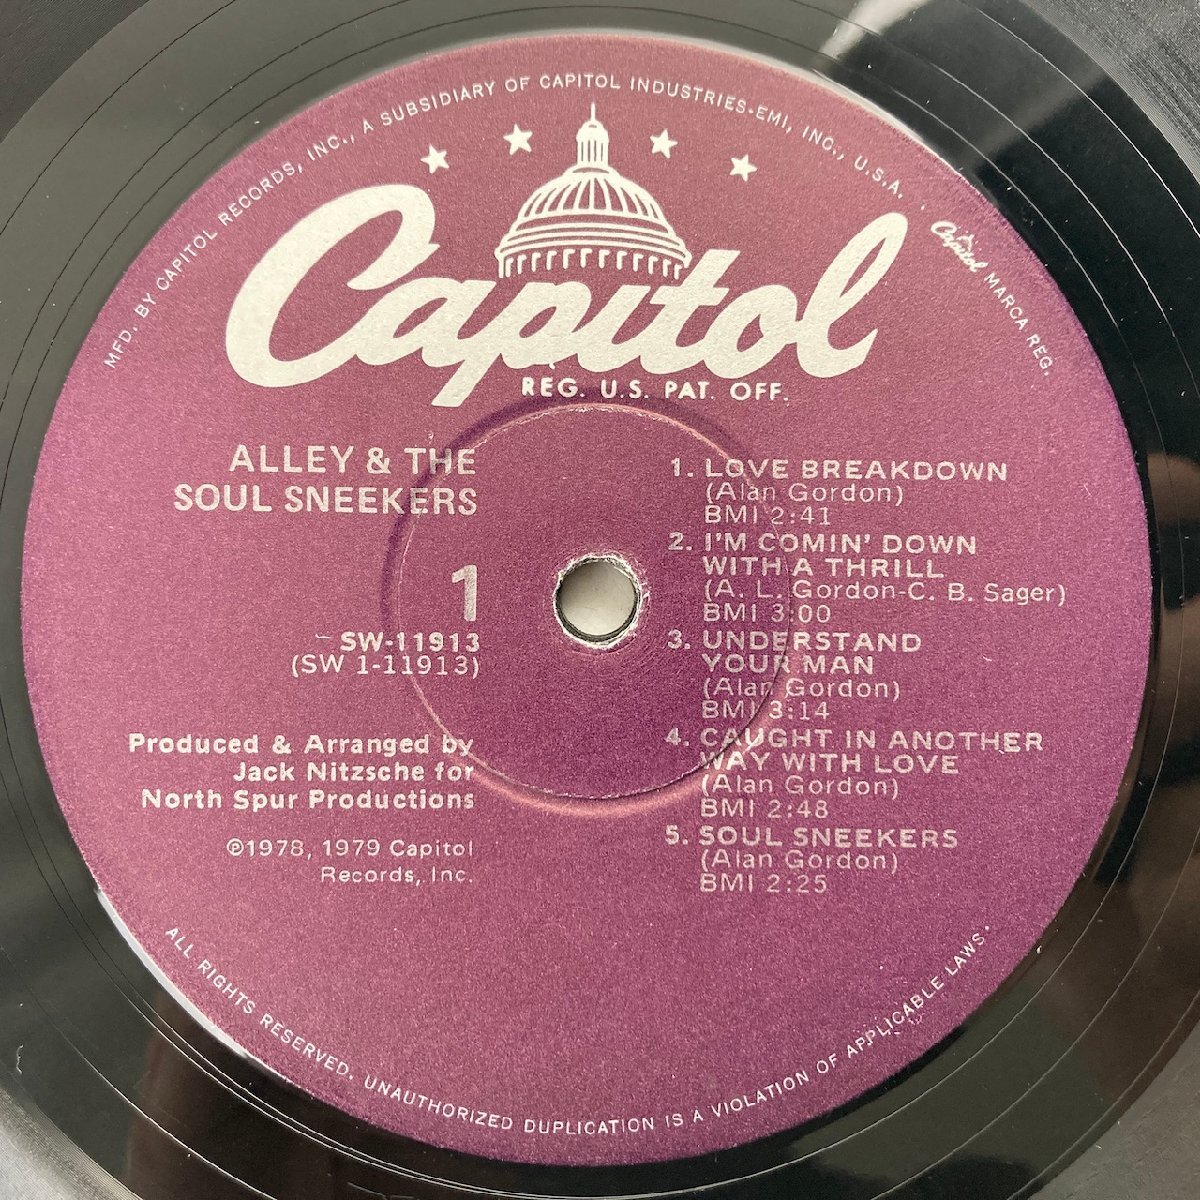 MFD. BY CAPITOL RECORDS, INC., A SUBSIDIARY OF CAPITOL INDUSTRIES-EMI, INC., U.S.A.
Capitol MARCA REG.
Capitol
REG. U.S. PAT. OFF.
ALLEY & THE
SOUL SNEEKERS
1
SW-11913
(SW 1-11913)
Produced & Arranged by
Jack Nitzsche for
North Spur Productions
℗1978, 1979 Capitol
Records, Inc.
1. LOVE BREAKDOWN
(Alan Gordon)
BMI 2:41
2. I'M COMIN' DOWN
WITH A THRILL
(A. L. Gordon-C. B. Sager)
BMI 3:00
3. UNDERSTAND
YOUR MAN
(Alan Gordon)
BMI 3:14
4. CAUGHT IN ANOTHER
WAY WITH LOVE
(Alan Gordon)
BMI 2:48
5. SOUL SNEEKERS
(Alan Gordon)
BMI 2:25
ALL RIGHTS RESERVED. UNAUTHORIZED DUPLICATION IS A VIOLATION OF APPLICABLE LAWS.